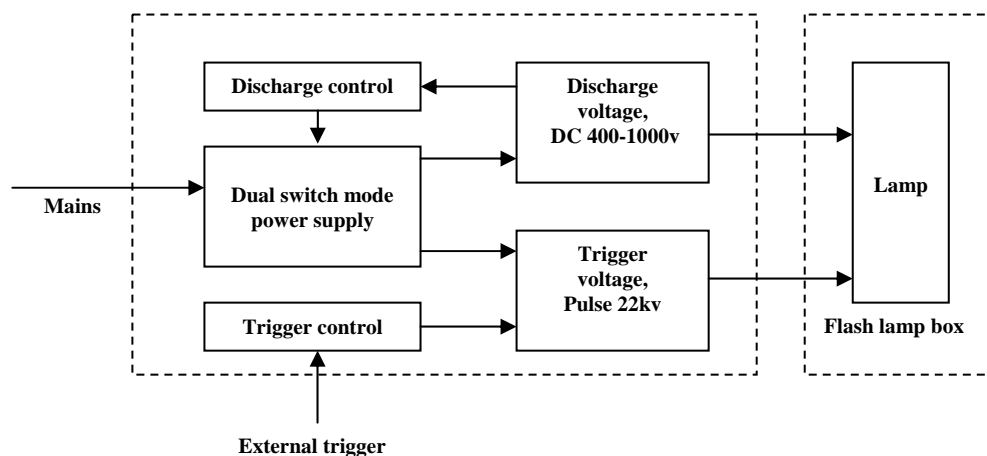 Discharge control
Discharge
voltage,
DC 400-1000v
Mains
Dual switch mode
power supply
Lamp
Trigger
voltage,
Pulse 22kv
Trigger control
Flash lamp box
External trigger